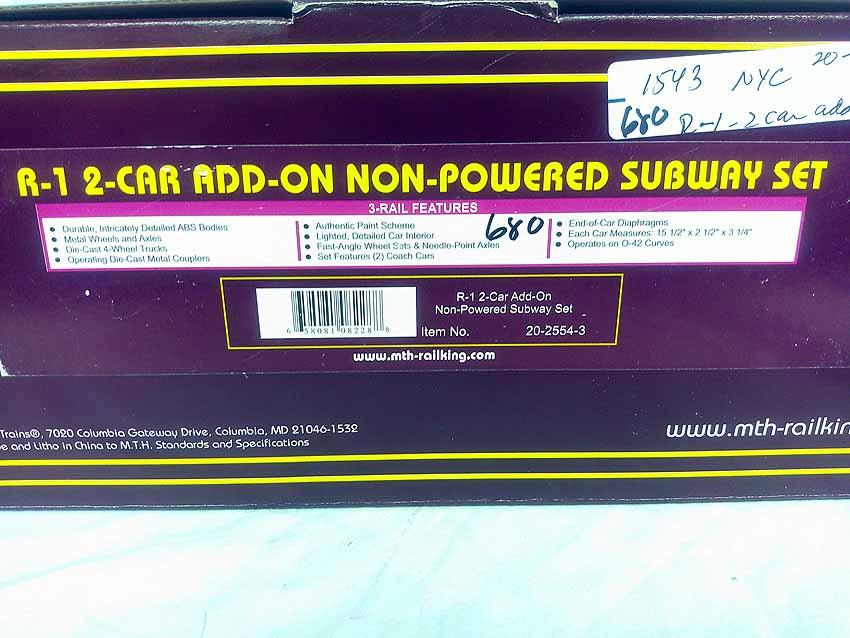 1543 NYC 20-
680 R-1-2 car add
R-1 2-CAR ADD-ON NON-POWERED SUBWAY SET
3-RAIL FEATURES
• Durable, Intricately Detailed ABS Bodies
• Metal Wheels and Axles
• Die-Cast 4-Wheel Trucks
• Operating Die-Cast Metal Couplers
• Authentic Paint Scheme
• Lighted, Detailed Car Interior
• Fast-Angle Wheel Sets & Needle-Point Axles
• Set Features (2) Coach Cars
680
• End-of-Car Diaphragms
• Each Car Measures: 15 1/2" x 2 1/2" x 3 1/4"
• Operates on O-42 Curves
6 58081 08228 8
R-1 2-Car Add-On
Non-Powered Subway Set
Item No. 20-2554-3
www.mth-railking.com
Trains®, 7020 Columbia Gateway Drive, Columbia, MD 21046-1532
e and Litho in China to M.T.H. Standards and Specifications
www.mth-railkin